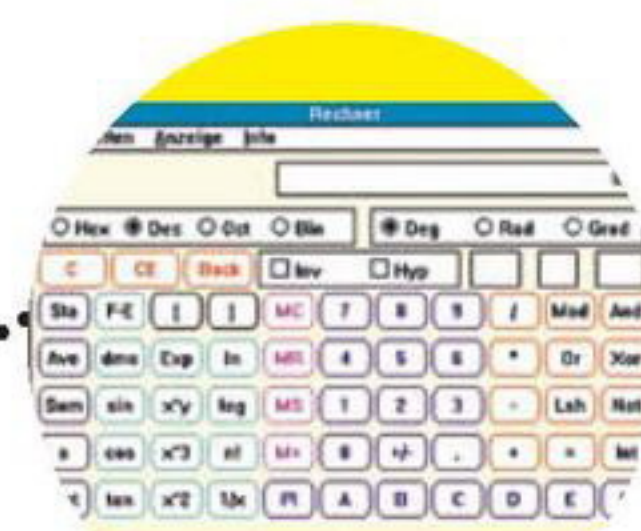 Rechner
Anzeige Info
Hex Dez Oct Bin Deg Rad Grad
C CE Back Inv Hyp
Sta F-E ( ) MC 7 8 9 / Mod And
Ave dms Exp ln MR 4 5 6 * Or Xor
Sum sin x^y log MS 1 2 3 - Lsh Not
s cos x^3 n! M+ 0 +/- , + = Int
tan x^2 1/x PI A B C D E